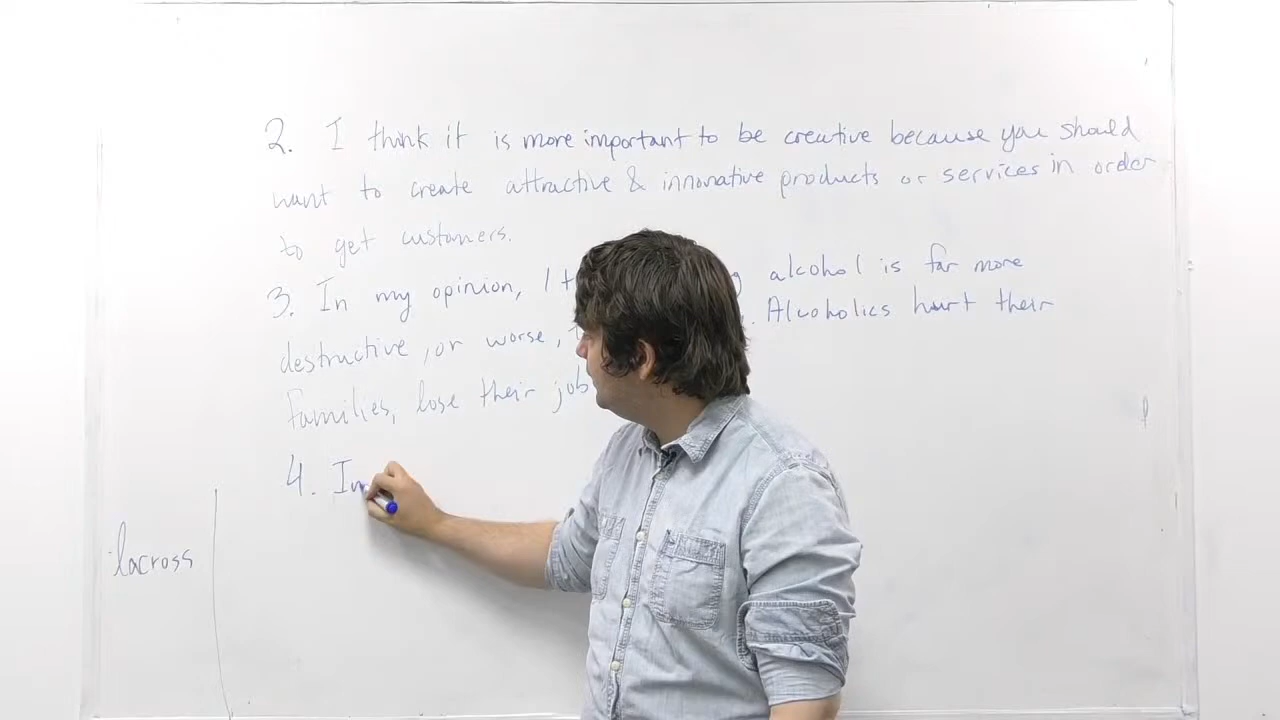 2. I think it is more important to be creative because you should
want to create attractive & innovative products or services in order
to get customers.
3. In my opinion, I alcohol is far more
destructive, or worse, . Alcoholics hurt their
families, lose their job
4. In
lacross